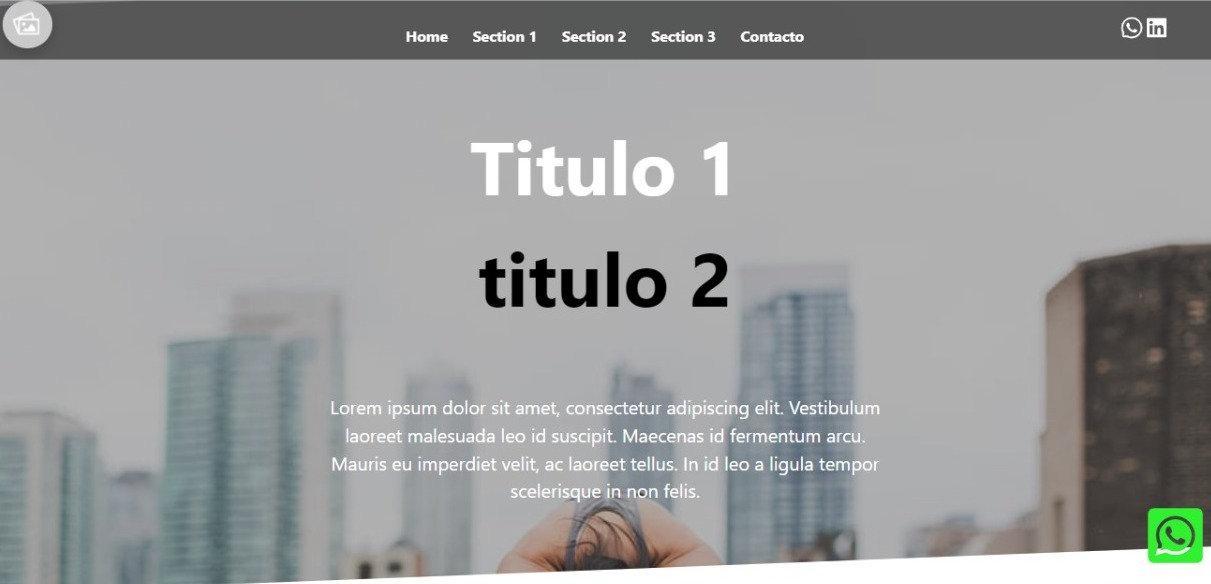 Home Section 1 Section 2 Section 3 Contacto
in
Titulo 1
titulo 2
Lorem ipsum dolor sit amet, consectetur adipiscing elit. Vestibulum
laoreet malesuada leo id suscipit. Maecenas id fermentum arcu.
Mauris eu imperdiet velit, ac laoreet tellus. In id leo a ligula tempor
scelerisque in non felis.